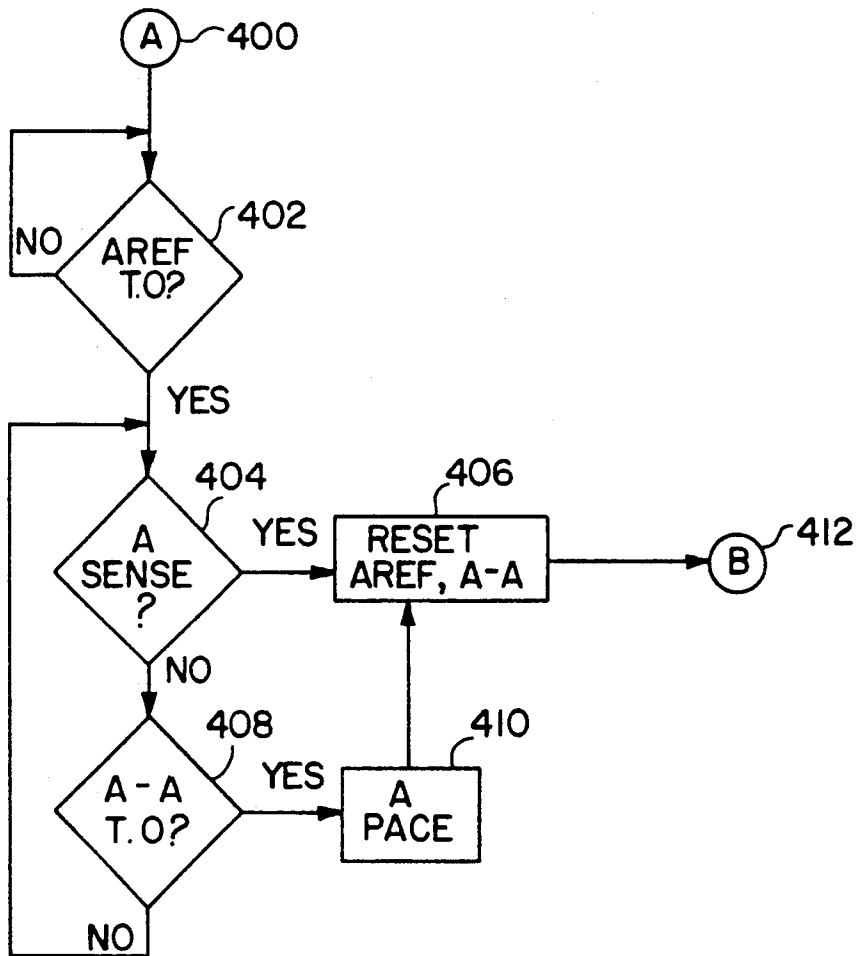 A
400
402
NO
AREF
T.O?
YES
404
406
412
A
SENSE
?
YES
RESET
AREF, A-A
B
NO
408
410
A-A
T.O?
YES
A
PACE
NO